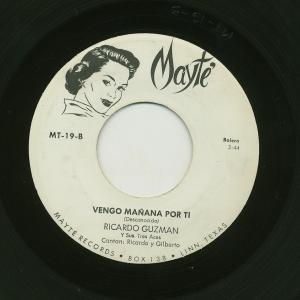 Mayté
MT-19-B
Bolero
2:44
VENGO MAÑANA POR TI
(Desconocido)
RICARDO GUZMAN
Y Sus Tres Aces
Cantan: Ricardo y Gilberto
MAYTE RECORDS • BOX 138 • LINN, TEXAS